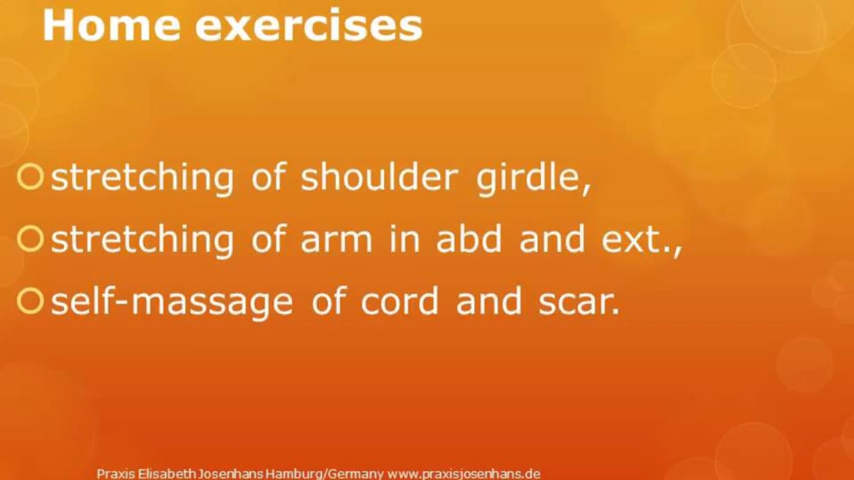 Home exercises
stretching of shoulder girdle,
stretching of arm in abd and ext.,
self-massage of cord and scar.
Praxis Elisabeth Josenhans Hamburg/Germany www.praxisjosenhans.de